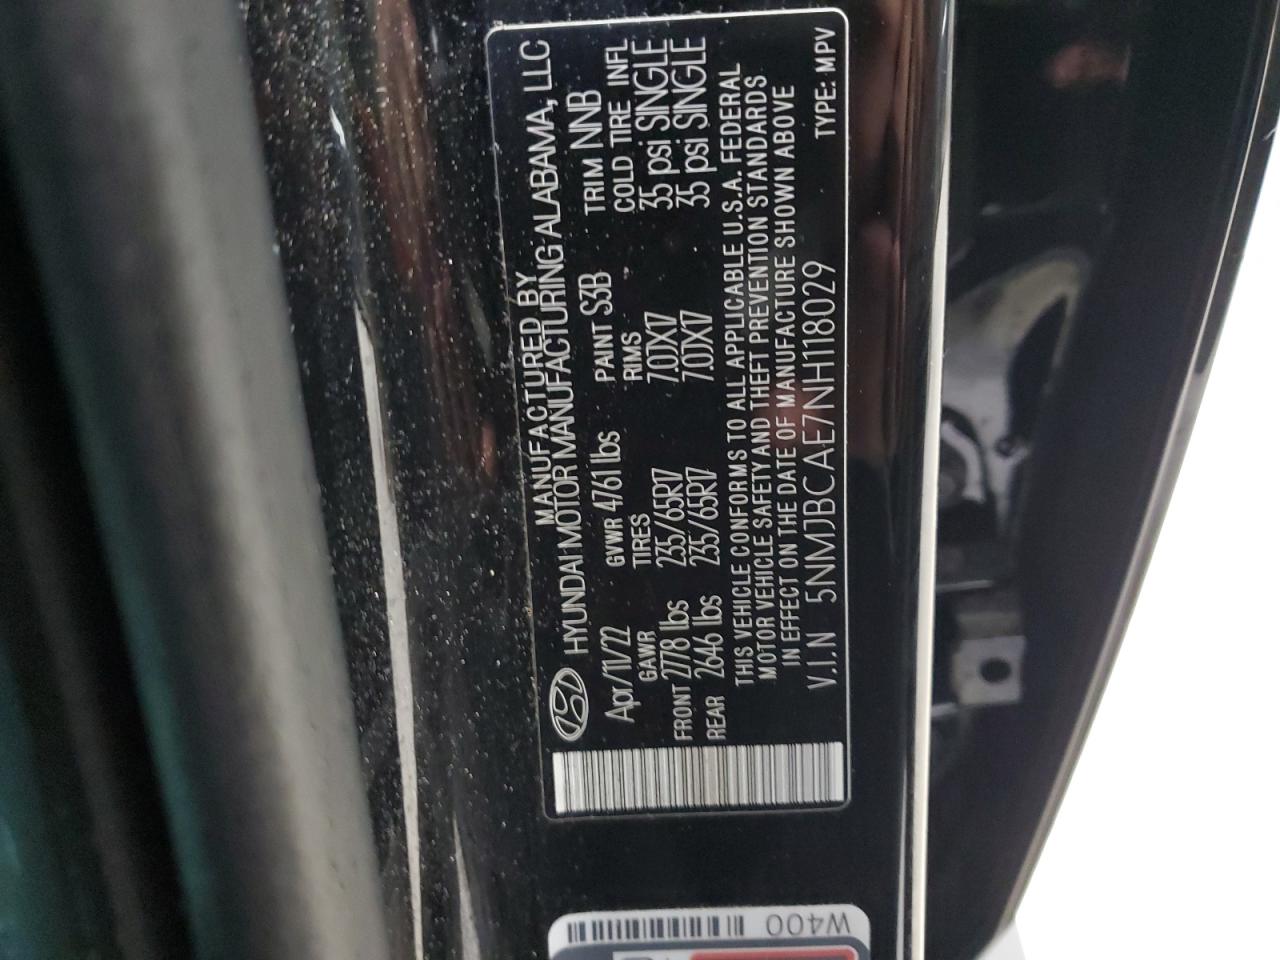 MANUFACTURED BY
HYUNDAI MOTOR MANUFACTURING ALABAMA, LLC
Apr/11/22 GVWR 4761 lbs PAINT S3B TRIM NNB
GAWR TIRES RIMS COLD TIRE INFL
FRONT 2778 lbs 235/65R17 7.0JX17 35 psi SINGLE
REAR 2646 lbs 235/65R17 7.0JX17 35 psi SINGLE
THIS VEHICLE CONFORMS TO ALL APPLICABLE U.S.A. FEDERAL
MOTOR VEHICLE SAFETY AND THEFT PREVENTION STANDARDS
IN EFFECT ON THE DATE OF MANUFACTURE SHOWN ABOVE
V.I.N 5NMJBCAE7NH118029 TYPE: MPV
W400